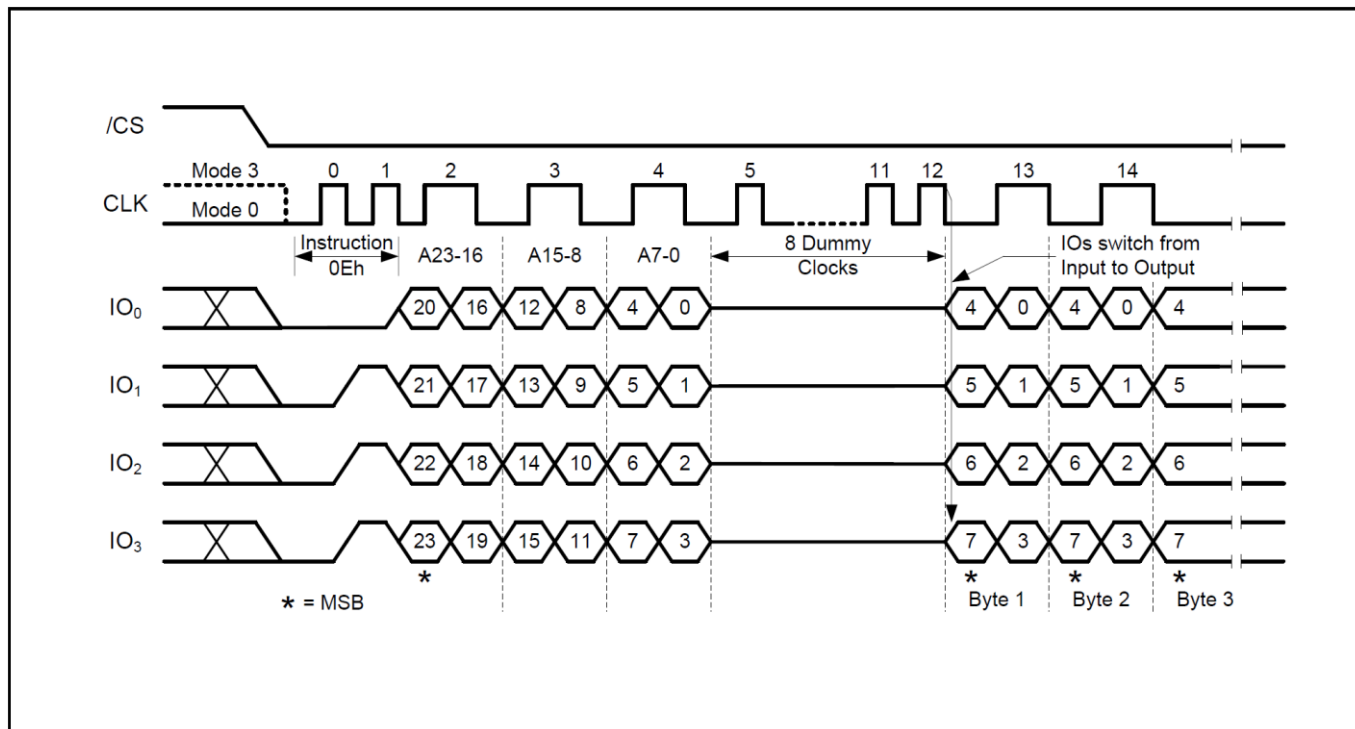 /CS
Mode 3
0
1
2
3
4
5
11
12
13
14
CLK
Mode 0
Instruction
0Eh
A23-16
A15-8
A7-0
8 Dummy
Clocks
IOs switch from
Input to Output
IO0
20 16 12 8 4 0 4 0 4 0 4
IO1
21 17 13 9 5 1 5 1 5 1 5
IO2
22 18 14 10 6 2 6 2 6 2 6
IO3
23 19 15 11 7 3 7 3 7 3 7
* * * *
* = MSB
Byte 1
Byte 2
Byte 3